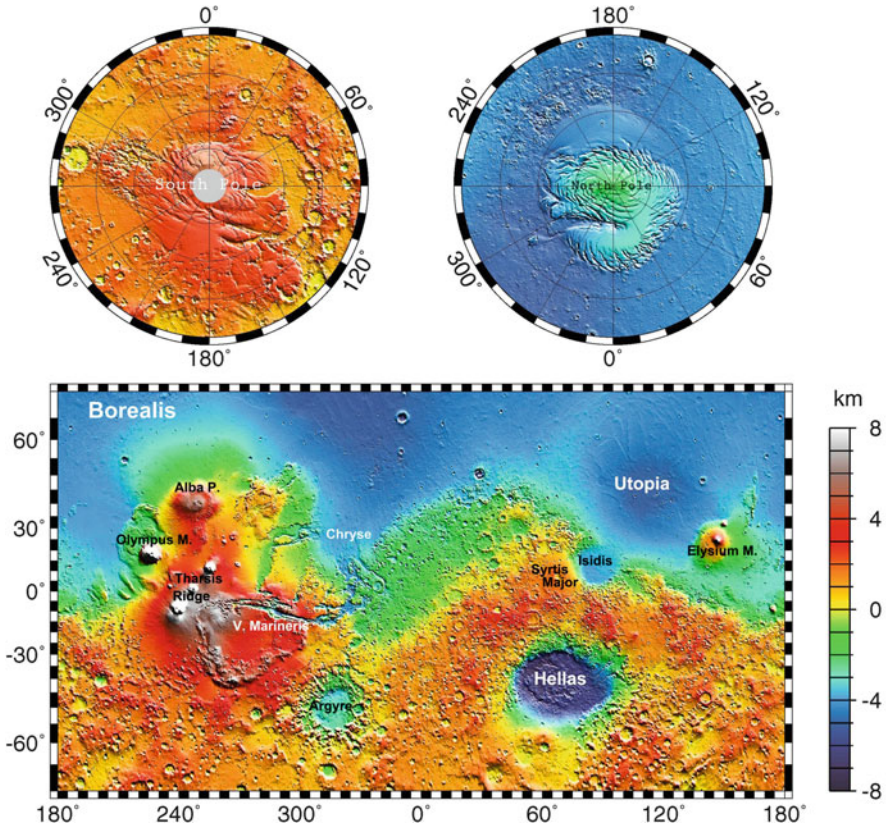 0°
300°
60°
South Pole
240°
120°
180°
180°
240°
120°
North Pole
300°
60°
0°
Borealis
60°
Alba P.
Utopia
30°
Olympus M.
Chryse
Elysium M.
Isidis
Syrtis
Major
Tharsis
Ridge
0°
V. Marineris
-30°
Hellas
Argyre
-60°
180°
240°
300°
0°
60°
120°
180°
km
8
4
0
-4
-8